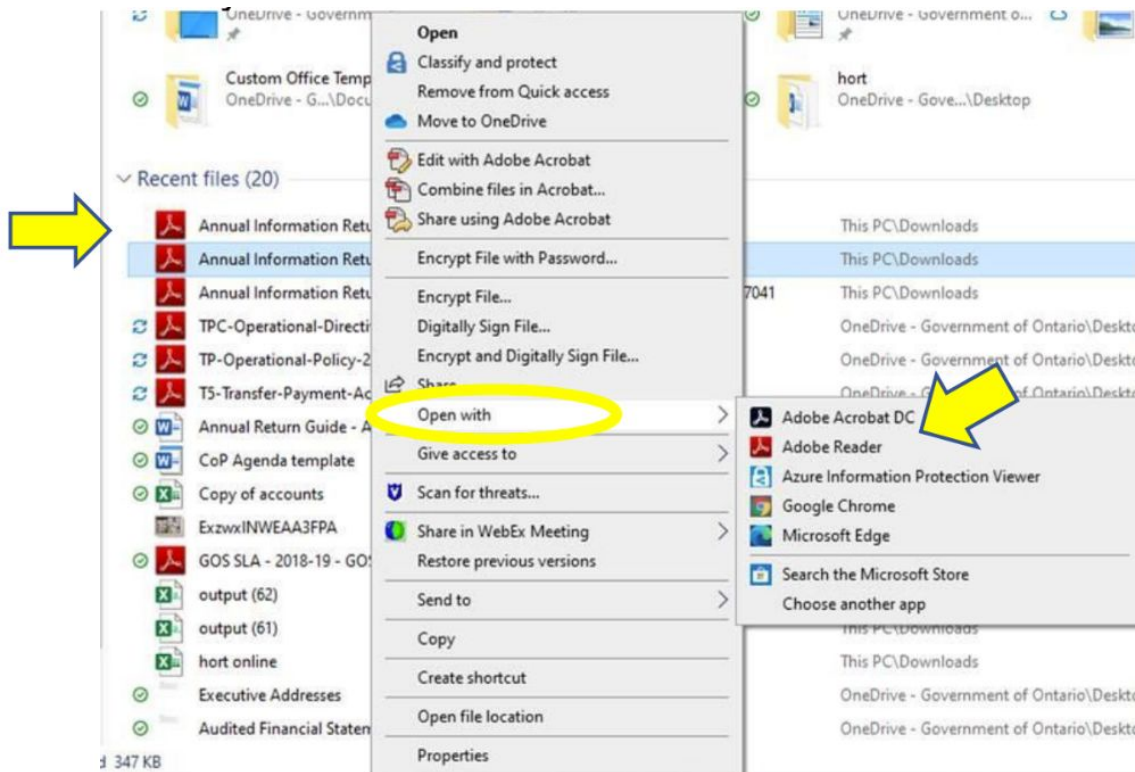 OneDrive - Governm
OneDrive - Government o...
Custom Office Temp
OneDrive - G...\Docu
hort
OneDrive - Gove...\Desktop
Recent files (20)
Annual Information Retu
This PC\Downloads
Annual Information Retu
This PC\Downloads
Annual Information Retu
7041
This PC\Downloads
TPC-Operational-Directi
OneDrive - Government of Ontario\Deskto
TP-Operational-Policy-2
OneDrive - Government of Ontario\Deskto
T5-Transfer-Payment-Ac
OneDrive - G of Ontario\Deskto
Annual Return Guide - A
CoP Agenda template
Copy of accounts
ExzwxINWEAA3FPA
GOS SLA - 2018-19 - GO
output (62)
output (61)
This PC\Downloads
hort online
This PC\Downloads
Executive Addresses
OneDrive - Government of Ontario\Deskto
Audited Financial Staten
OneDrive - Government of Ontario\Deskto
347 KB
Open
Classify and protect
Remove from Quick access
Move to OneDrive
Edit with Adobe Acrobat
Combine files in Acrobat...
Share using Adobe Acrobat
Encrypt File with Password...
Encrypt File...
Digitally Sign File...
Encrypt and Digitally Sign File...
Share
Open with
Give access to
Scan for threats...
Share in WebEx Meeting
Restore previous versions
Send to
Copy
Create shortcut
Open file location
Properties
Adobe Acrobat DC
Adobe Reader
Azure Information Protection Viewer
Google Chrome
Microsoft Edge
Search the Microsoft Store
Choose another app